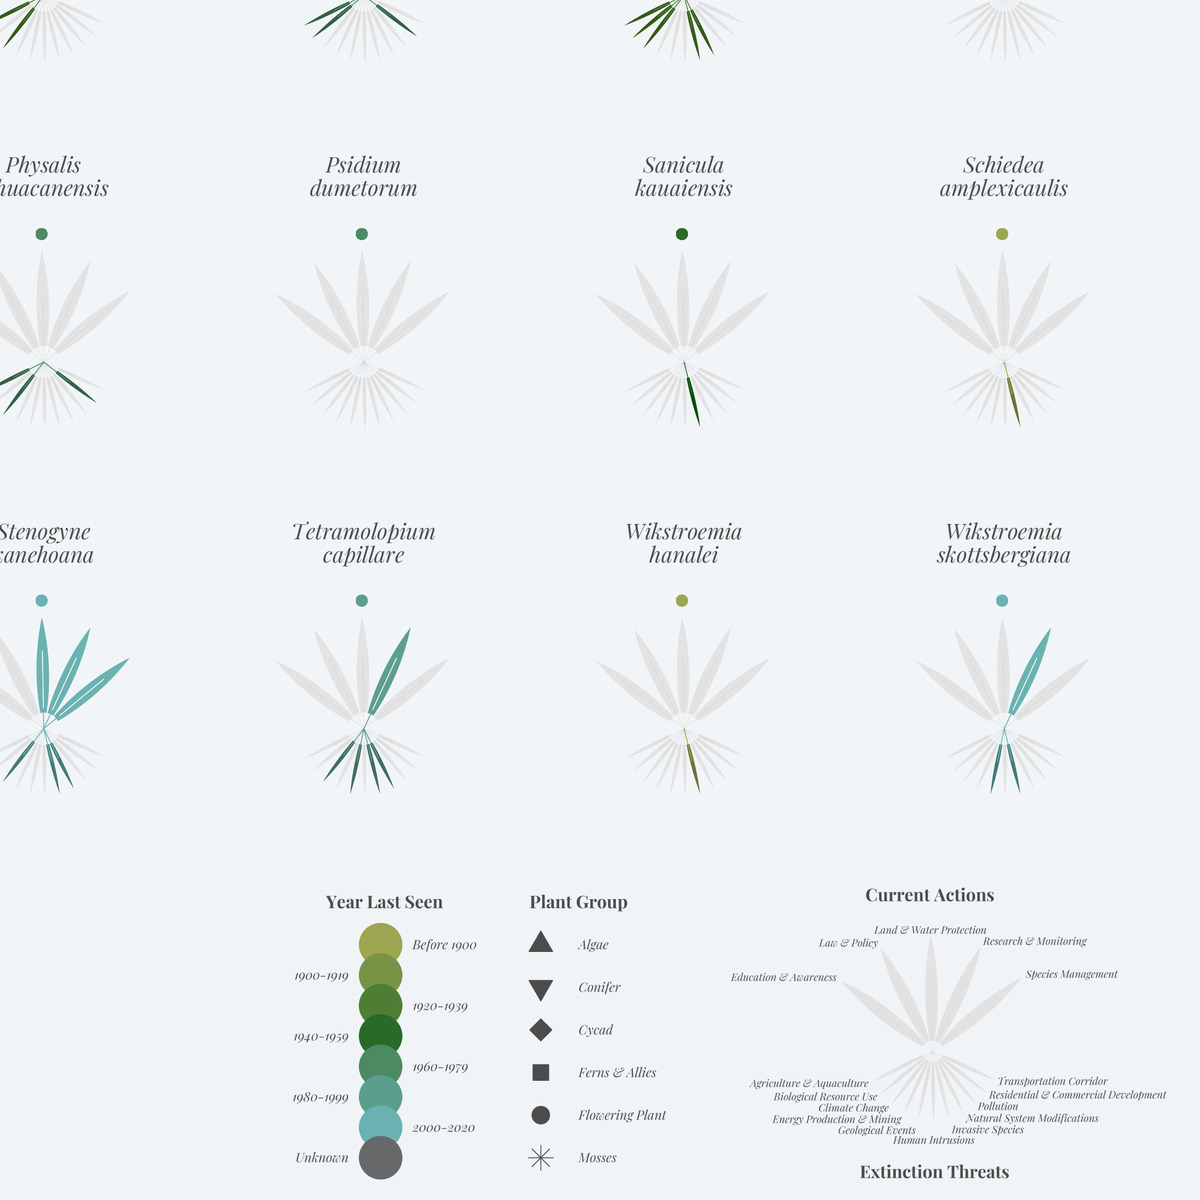 Physalis
Psidium
dumetorum
Sanicula
kauaiensis
Schiedea
amplexicaulis
Stenogyne
Tetramolopium
capillare
Wikstroemia
hanalei
Wikstroemia
skottsbergiana
Year Last Seen
Before 1900
1900-1919
1920-1939
1940-1959
1960-1979
1980-1999
2000-2020
Unknown
Plant Group
Algae
Conifer
Cycad
Ferns & Allies
Flowering Plant
Mosses
Current Actions
Land & Water Protection
Law & Policy
Research & Monitoring
Education & Awareness
Species Management
Agriculture & Aquaculture
Transportation Corridor
Biological Resource Use
Residential & Commercial Development
Climate Change
Pollution
Energy Production & Mining
Natural System Modifications
Geological Events
Invasive Species
Human Intrusions
Extinction Threats